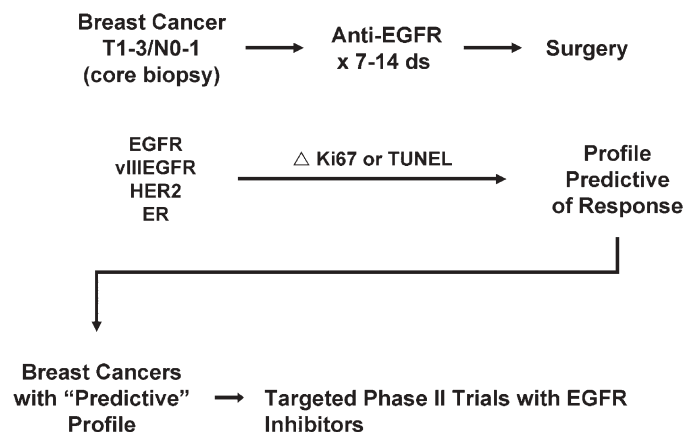 Breast Cancer
T1-3/N0-1
(core biopsy)
Anti-EGFR
x 7-14 ds
Surgery
EGFR
vIIIEGFR
HER2
ER
△ Ki67 or TUNEL
Profile
Predictive
of Response
Breast Cancers
with “Predictive”
Profile
Targeted Phase II Trials with EGFR
Inhibitors